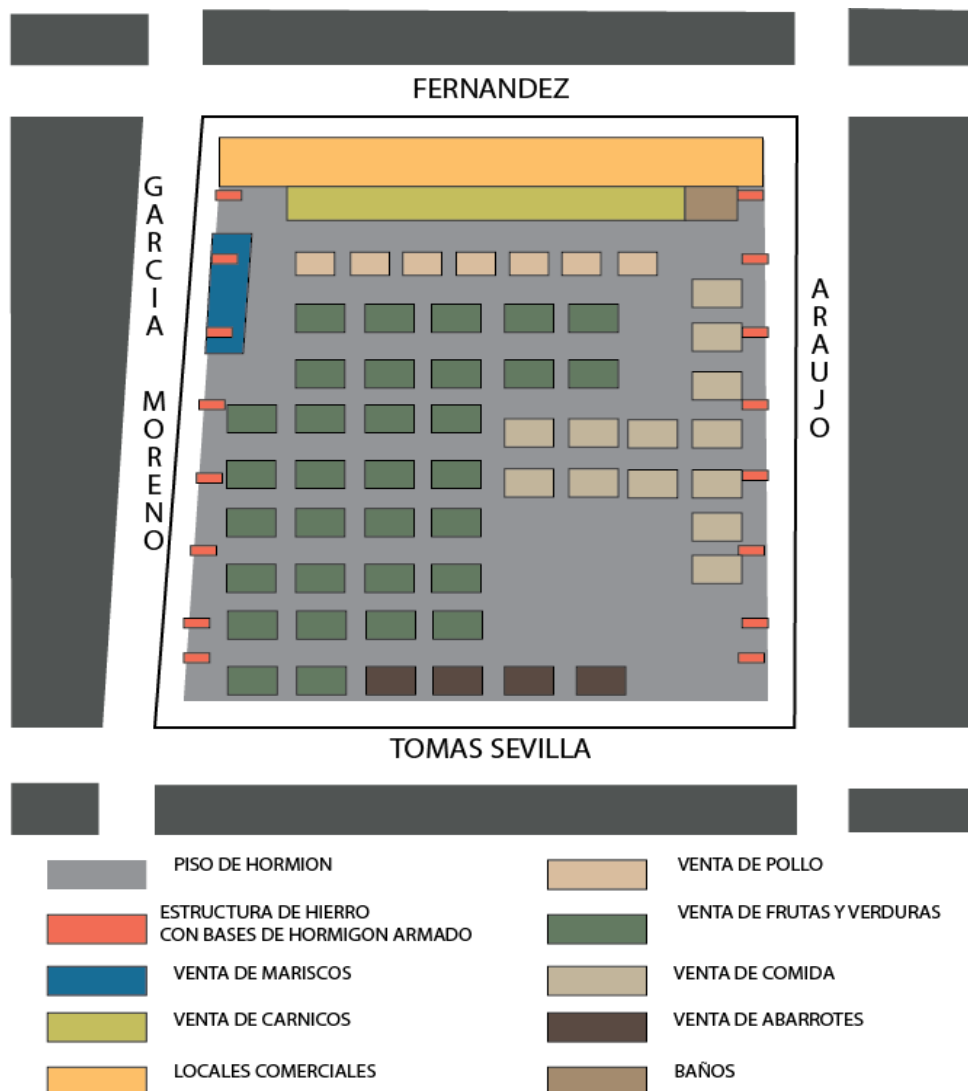 FERNANDEZ
GARCIA MORENO
ARAUJO
TOMAS SEVILLA
PISO DE HORMION
VENTA DE POLLO
ESTRUCTURA DE HIERRO
CON BASES DE HORMIGON ARMADO
VENTA DE FRUTAS Y VERDURAS
VENTA DE MARISCOS
VENTA DE COMIDA
VENTA DE CARNICOS
VENTA DE ABARROTES
LOCALES COMERCIALES
BAÑOS